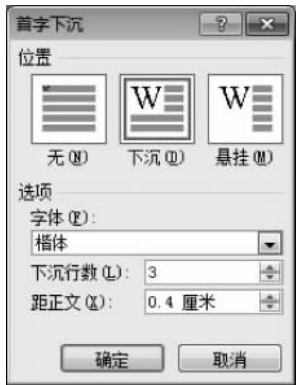 首字下沉
位置
W
W
无(N)
下沉(D)
悬挂(M)
选项
字体(F):
楷体
下沉行数(L): 3
距正文(X): 0.4 厘米
确定
取消